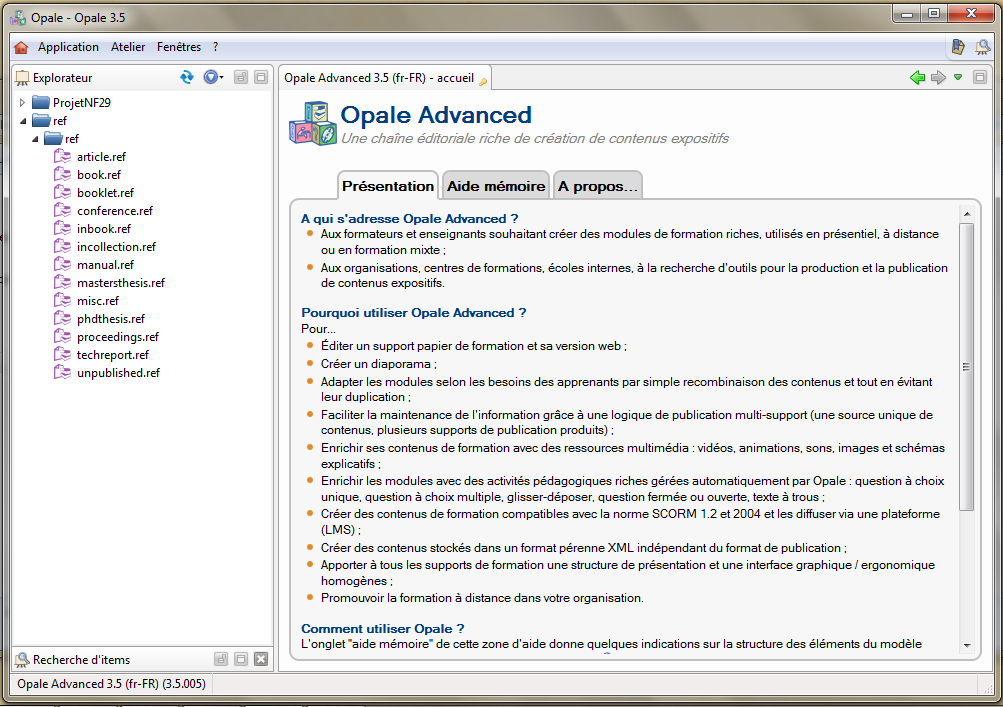 Opale - Opale 3.5
Application Atelier Fenêtres ?
Explorateur
ProjetNF29
ref
ref
article.ref
book.ref
booklet.ref
conference.ref
inbook.ref
incollection.ref
manual.ref
mastersthesis.ref
misc.ref
phdthesis.ref
proceedings.ref
techreport.ref
unpublished.ref
Recherche d'items
Opale Advanced 3.5 (fr-FR) - accueil
Opale Advanced
Une chaîne éditoriale riche de création de contenus expositifs
Présentation Aide mémoire A propos...
A qui s'adresse Opale Advanced ?
Aux formateurs et enseignants souhaitant créer des modules de formation riches, utilisés en présentiel, à distance
ou en formation mixte ;
Aux organisations, centres de formations, écoles internes, à la recherche d'outils pour la production et la publication
de contenus expositifs.
Pourquoi utiliser Opale Advanced ?
Pour...
Éditer un support papier de formation et sa version web ;
Créer un diaporama ;
Adapter les modules selon les besoins des apprenants par simple recombinaison des contenus et tout en évitant
leur duplication ;
Faciliter la maintenance de l'information grâce à une logique de publication multi-support (une source unique de
contenus, plusieurs supports de publication produits) ;
Enrichir ses contenus de formation avec des ressources multimédia : vidéos, animations, sons, images et schémas
explicatifs ;
Enrichir les modules avec des activités pédagogiques riches gérées automatiquement par Opale : question à choix
unique, question à choix multiple, glisser-déposer, question fermée ou ouverte, texte à trous ;
Créer des contenus de formation compatibles avec la norme SCORM 1.2 et 2004 et les diffuser via une plateforme
(LMS) ;
Créer des contenus stockés dans un format pérenne XML indépendant du format de publication ;
Apporter à tous les supports de formation une structure de présentation et une interface graphique / ergonomique
homogènes ;
Promouvoir la formation à distance dans votre organisation.
Comment utiliser Opale ?
L'onglet "aide mémoire" de cette zone d'aide donne quelques indications sur la structure des éléments du modèle
Opale Advanced 3.5 (fr-FR) (3.5.005)